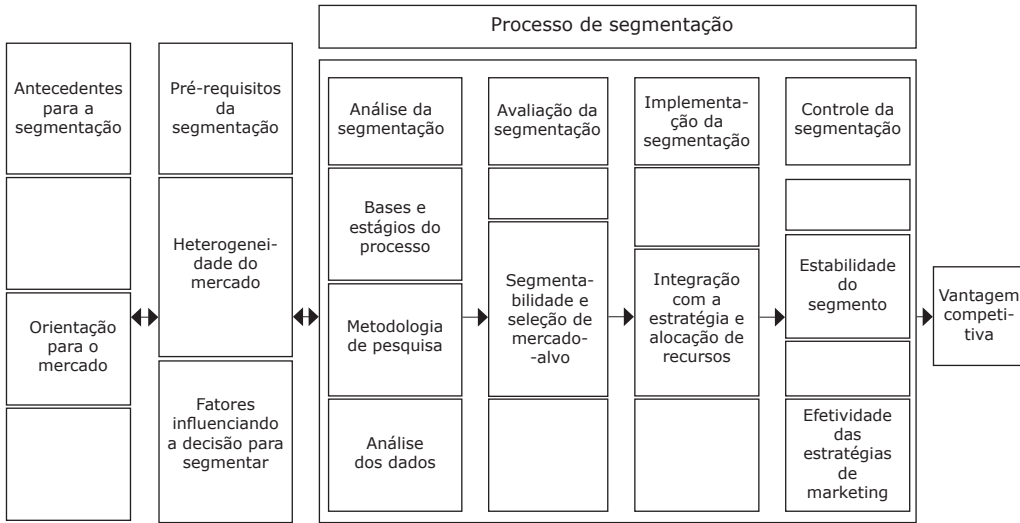 Processo de segmentação
Antecedentes
para a
segmentação
Orientação
para o
mercado
Pré-requisitos
da
segmentação
Heterogenei-
dade do
mercado
Fatores
influenciando
a decisão para
segmentar
Análise da
segmentação
Bases e
estágios do
processo
Metodologia
de pesquisa
Análise
dos dados
Avaliação da
segmentação
Segmenta-
bilidade e
seleção de
mercado-
-alvo
Implementa-
ção da
segmentação
Integração
com a
estratégia e
alocação de
recursos
Controle da
segmentação
Estabilidade
do
segmento
Efetividade
das
estratégias
de
marketing
Vantagem
competi-
tiva